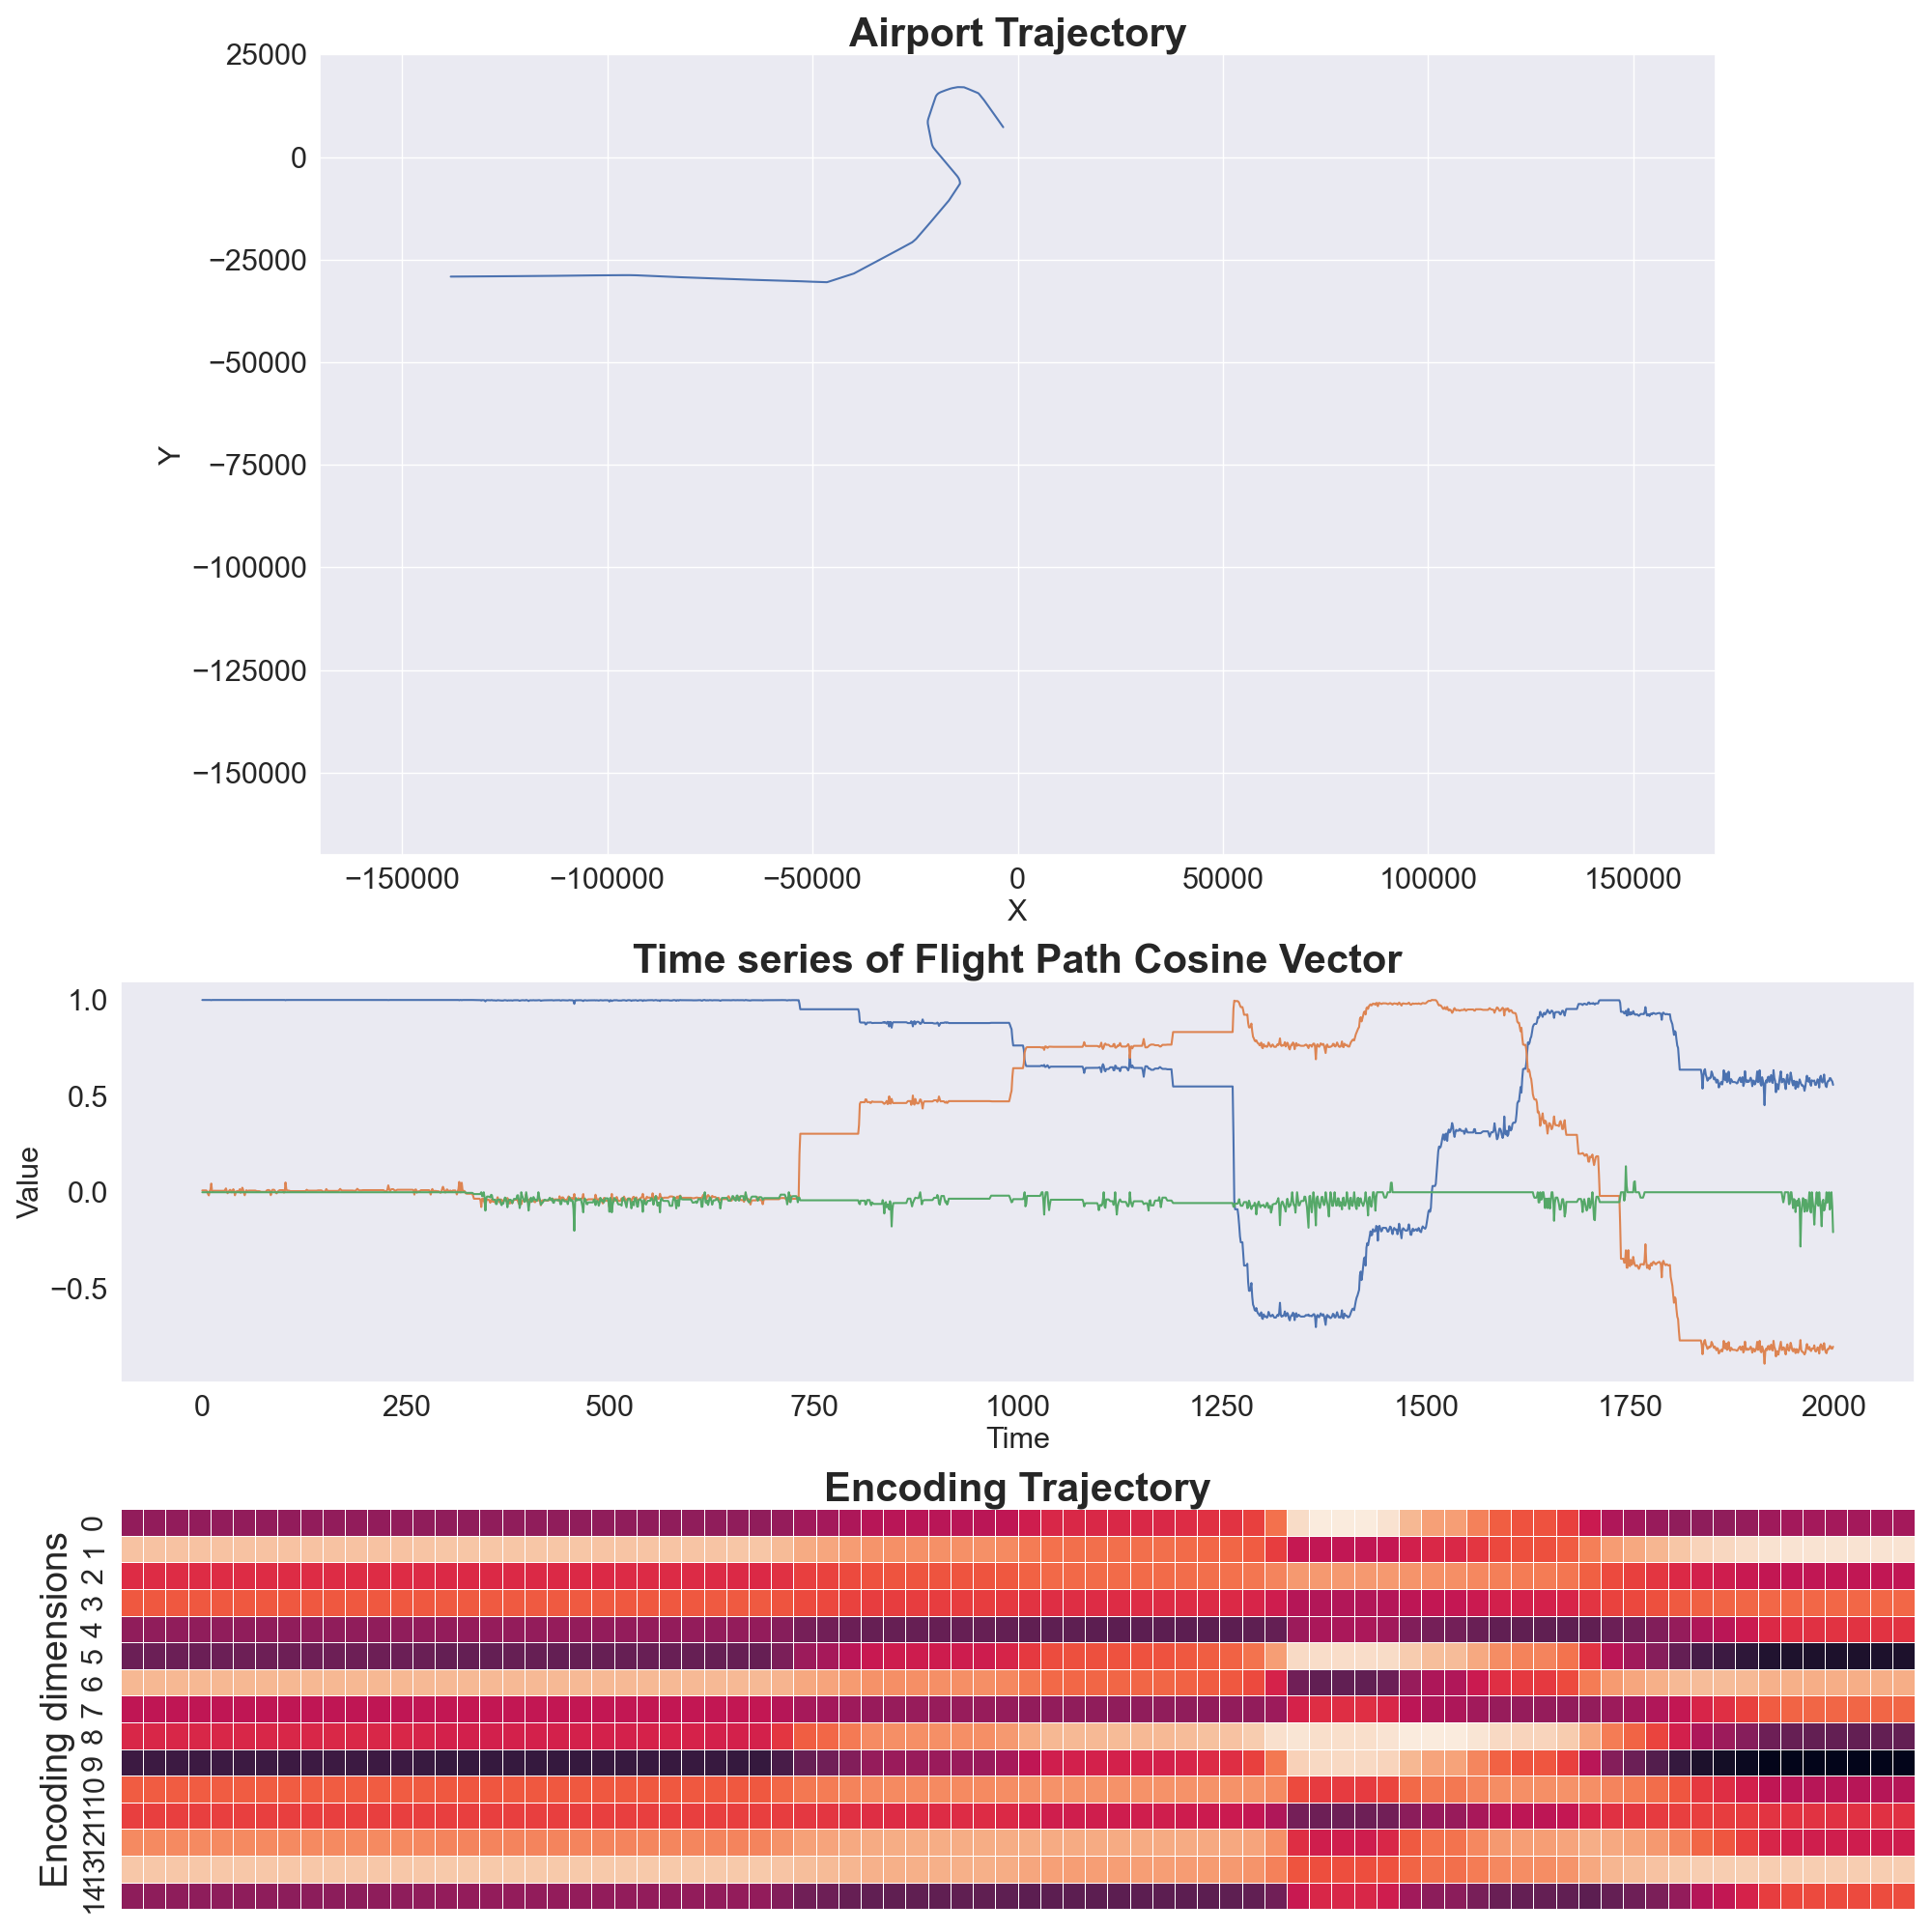 Airport Trajectory
25000
0
−25000
−50000
−75000
−100000
−125000
−150000
Y
−150000 −100000 −50000 0 50000 100000 150000
X
Time series of Flight Path Cosine Vector
1.0
0.5
0.0
−0.5
Value
0 250 500 750 1000 1250 1500 1750 2000
Time
Encoding Trajectory
Encoding dimensions
0
1
2
3
4
5
6
7
8
9
10
11
12
13
14